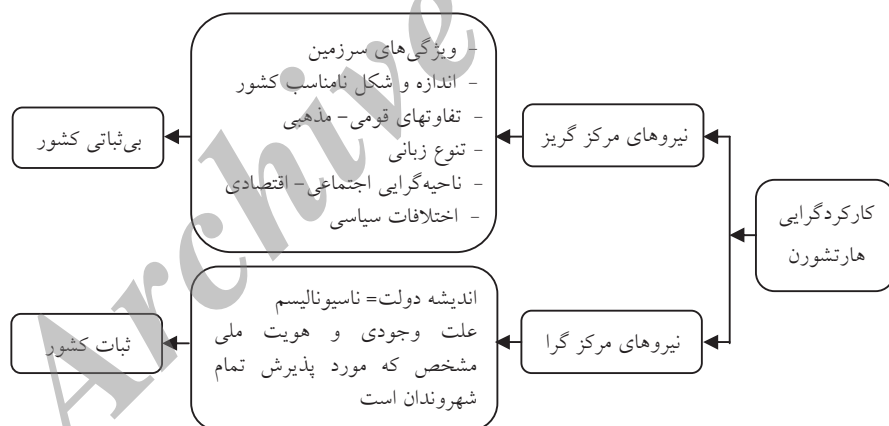 کارکردگرایی
هارتشورن
نیروهای مرکز گریز
- ویژگی‌های سرزمین
- اندازه و شکل نامناسب کشور
- تفاوتهای قومی- مذهبی
- تنوع زبانی
- ناحیه‌گرایی اجتماعی- اقتصادی
- اختلافات سیاسی
بی‌ثباتی کشور
نیروهای مرکز گرا
اندیشه دولت= ناسیونالیسم
علت وجودی و هویت ملی
مشخص که مورد پذیرش تمام
شهروندان است
ثبات کشور
Archive